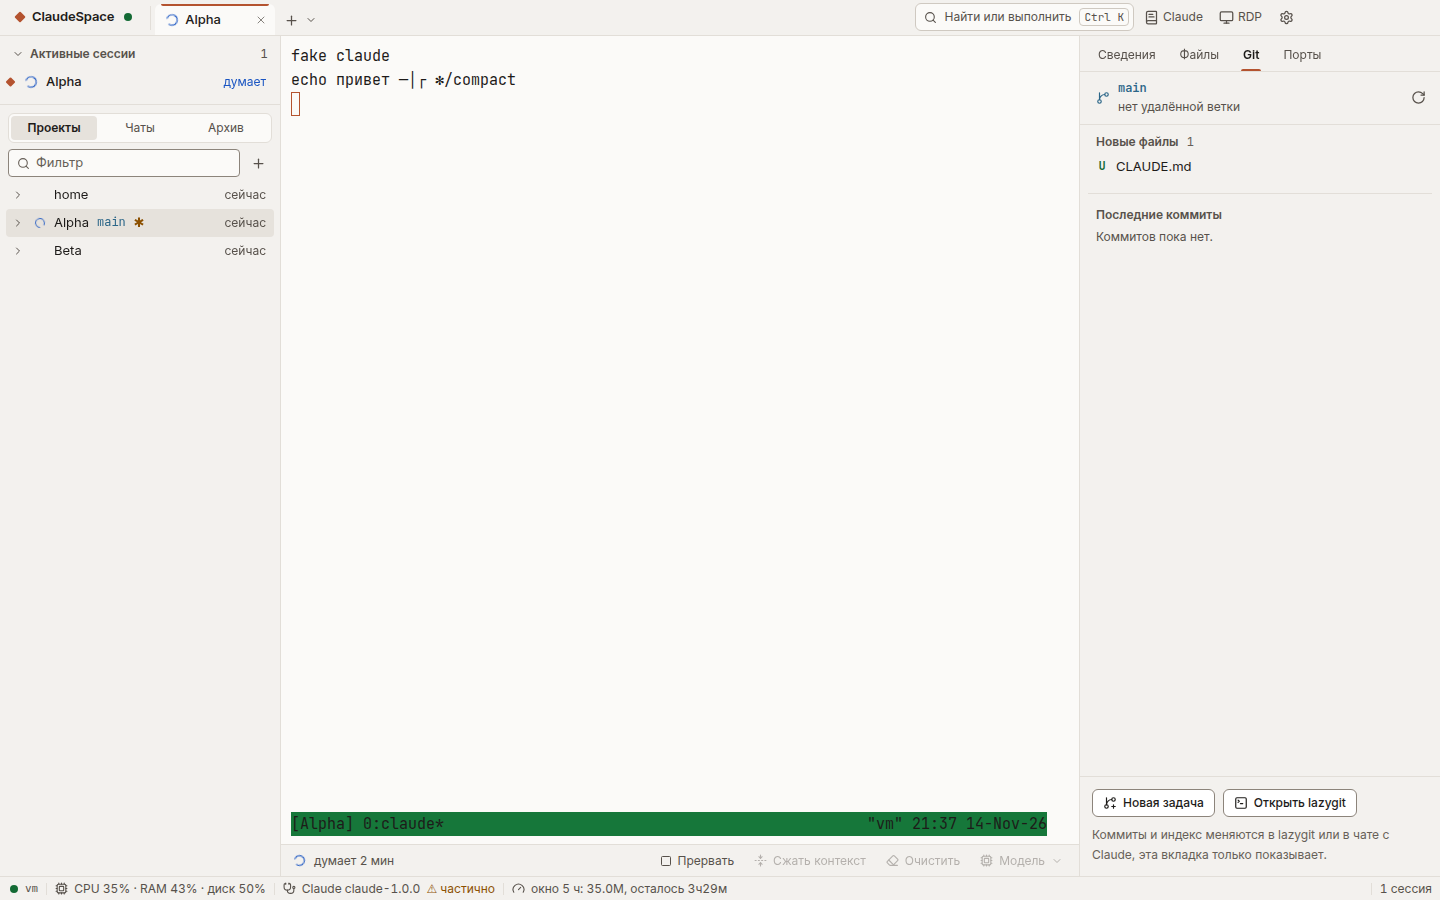 ClaudeSpace
Alpha
Найти или выполнить Ctrl K
Claude
RDP
Активные сессии 1
Alpha думает
Проекты Чаты Архив
Фильтр
home сейчас
Alpha main ✱ сейчас
Beta сейчас
fake claude
echo привет ─│┌ ✻/compact
[Alpha] 0:claude* "vm" 21:37 14-Nov-26
думает 2 мин
Прервать
Сжать контекст
Очистить
Модель
Сведения Файлы Git Порты
main
нет удалённой ветки
Новые файлы 1
U CLAUDE.md
Последние коммиты
Коммитов пока нет.
Новая задача
Открыть lazygit
Коммиты и индекс меняются в lazygit или в чате с
Claude, эта вкладка только показывает.
vm CPU 35% · RAM 43% · диск 50% Claude claude-1.0.0 ⚠ частично окно 5 ч: 35.0M, осталось 3ч29м 1 сессия